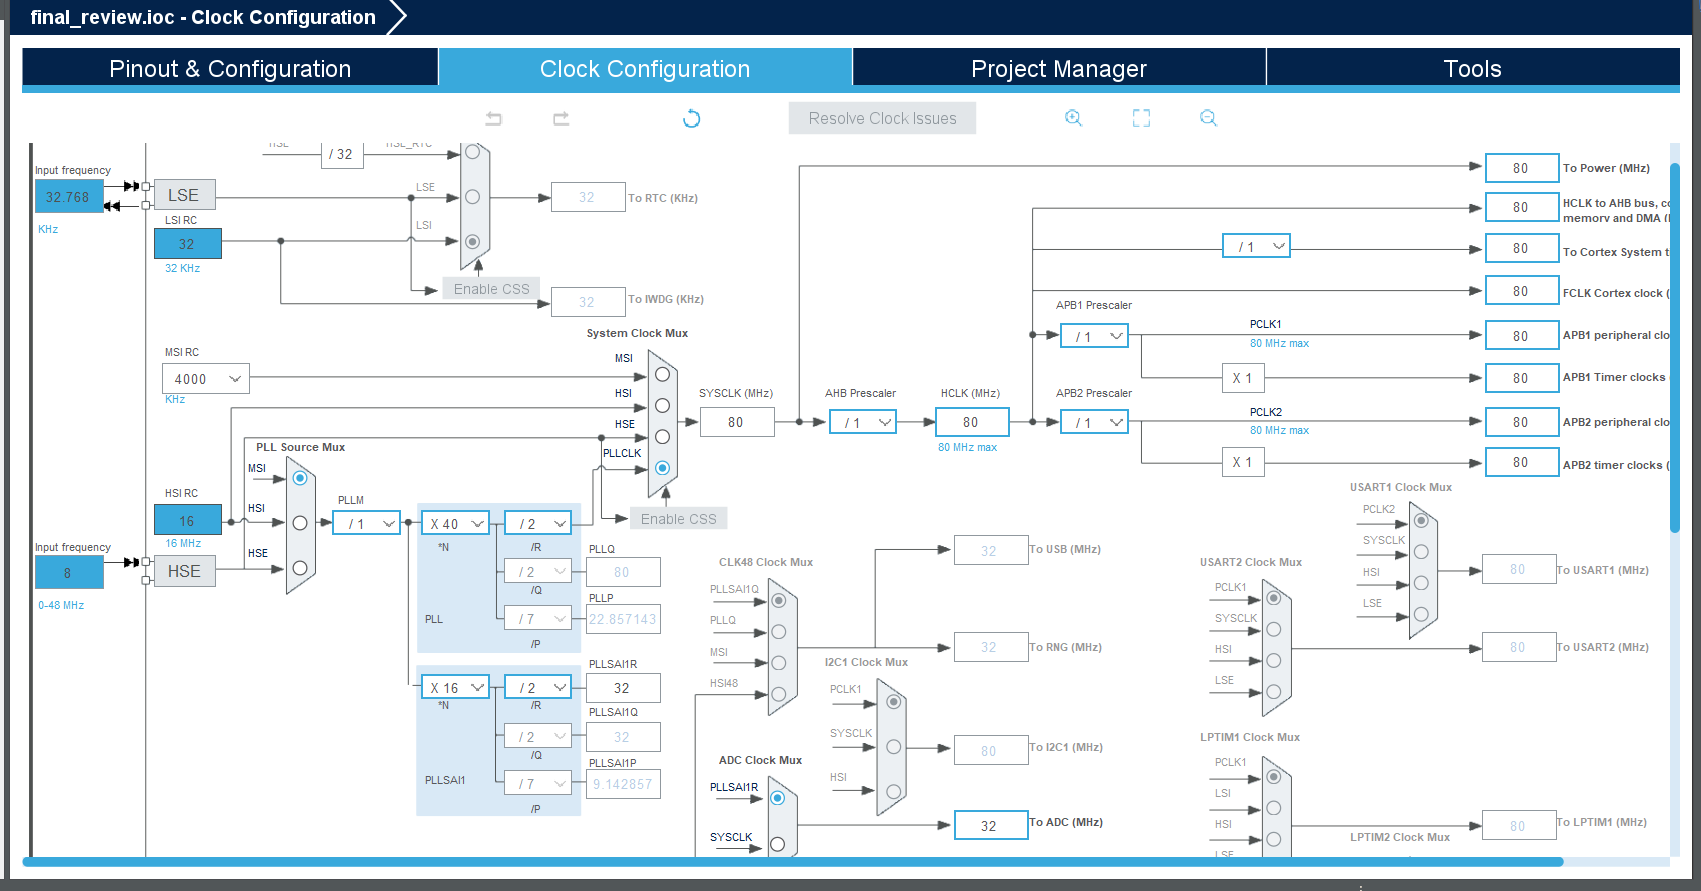 final_review.ioc - Clock Configuration
Pinout & Configuration
Clock Configuration
Project Manager
Tools
Resolve Clock Issues
/ 32
Input frequency
32.768
KHz
LSE
LSI RC
32
32 KHz
LSE
LSI
32
To RTC (KHz)
Enable CSS
32
To IWDG (KHz)
System Clock Mux
MSI RC
4000
KHz
MSI
HSI
HSE
PLLCLK
Enable CSS
SYSCLK (MHz)
80
AHB Prescaler
/ 1
HCLK (MHz)
80
80 MHz max
80
To Power (MHz)
80
HCLK to AHB bus, co
memory and DMA (
/ 1
80
To Cortex System t
80
FCLK Cortex clock (
APB1 Prescaler
/ 1
PCLK1
80 MHz max
80
APB1 peripheral clo
X 1
80
APB1 Timer clocks
APB2 Prescaler
/ 1
PCLK2
80 MHz max
80
APB2 peripheral clo
X 1
80
APB2 timer clocks (
PLL Source Mux
MSI
HSI
HSE
HSI RC
16
16 MHz
Input frequency
8
0-48 MHz
HSE
PLLM
/ 1
X 40
*N
/ 2
/R
PLLQ
/ 2
80
/Q
PLLP
/ 7
22.857143
/P
PLL
PLLSAI1R
X 16
*N
/ 2
32
/R
PLLSAI1Q
/ 2
32
/Q
PLLSAI1P
/ 7
9.142857
/P
PLLSAI1
CLK48 Clock Mux
PLLSAI1Q
PLLQ
MSI
HSI48
32
To USB (MHz)
32
To RNG (MHz)
I2C1 Clock Mux
PCLK1
SYSCLK
HSI
80
To I2C1 (MHz)
ADC Clock Mux
PLLSAI1R
SYSCLK
32
To ADC (MHz)
USART1 Clock Mux
PCLK2
SYSCLK
HSI
LSE
80
To USART1 (MHz)
USART2 Clock Mux
PCLK1
SYSCLK
HSI
LSE
80
To USART2 (MHz)
LPTIM1 Clock Mux
PCLK1
LSI
HSI
LSE
80
To LPTIM1 (MHz)
LPTIM2 Clock Mux